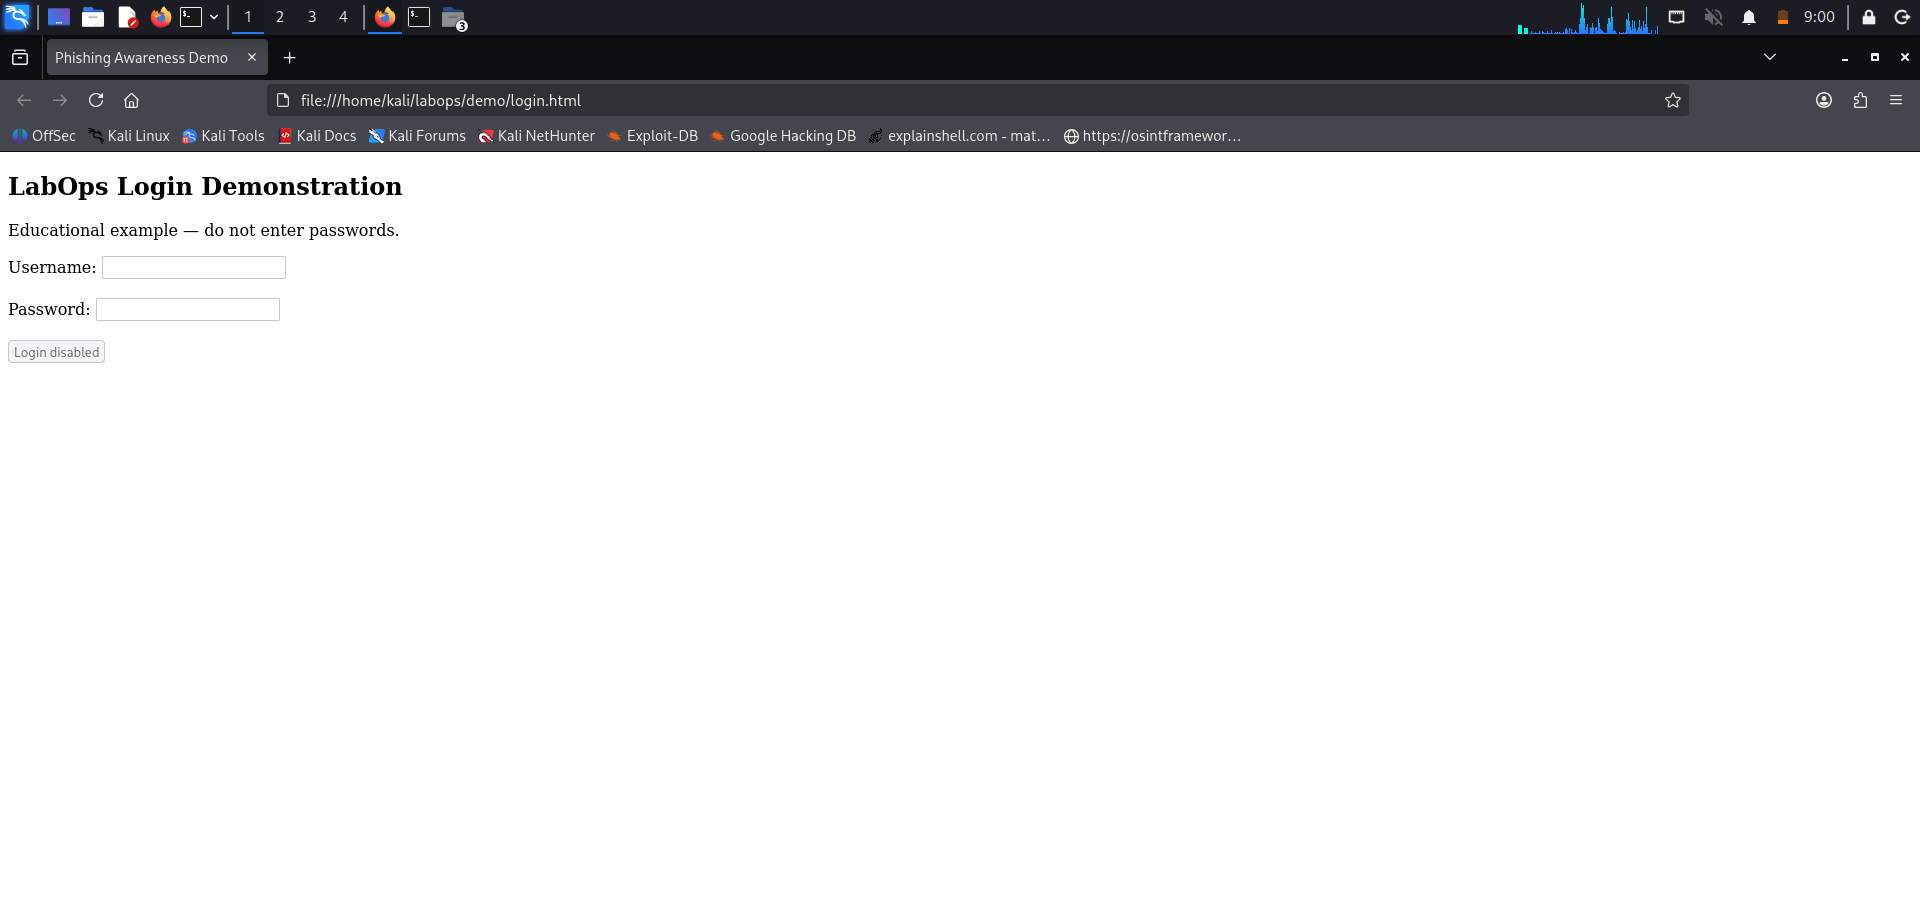 1 2 3 4 3 9:00
Phishing Awareness Demo
file:///home/kali/labops/demo/login.html
OffSec Kali Linux Kali Tools Kali Docs Kali Forums Kali NetHunter Exploit-DB Google Hacking DB explainshell.com - mat... https://osintframewor...
LabOps Login Demonstration
Educational example — do not enter passwords.
Username:
Password:
Login disabled